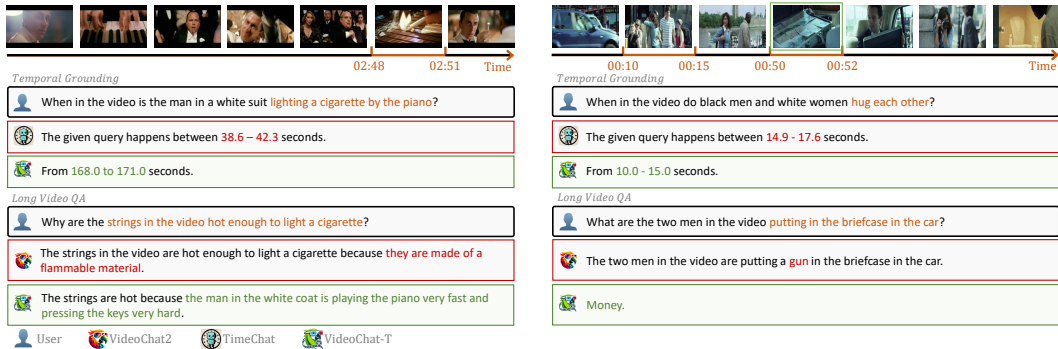 02:48 02:51 Time
Temporal Grounding
When in the video is the man in a white suit lighting a cigarette by the piano?
The given query happens between 38.6 – 42.3 seconds.
From 168.0 to 171.0 seconds.
Long Video QA
Why are the strings in the video hot enough to light a cigarette?
The strings in the video are hot enough to light a cigarette because they are made of a
flammable material.
The strings are hot because the man in the white coat is playing the piano very fast and
pressing the keys very hard.
User VideoChat2 TimeChat VideoChat-T
00:10 00:15 00:50 00:52 Time
Temporal Grounding
When in the video do black men and white women hug each other?
The given query happens between 14.9 - 17.6 seconds.
From 10.0 - 15.0 seconds.
Long Video QA
What are the two men in the video putting in the briefcase in the car?
The two men in the video are putting a gun in the briefcase in the car.
Money.